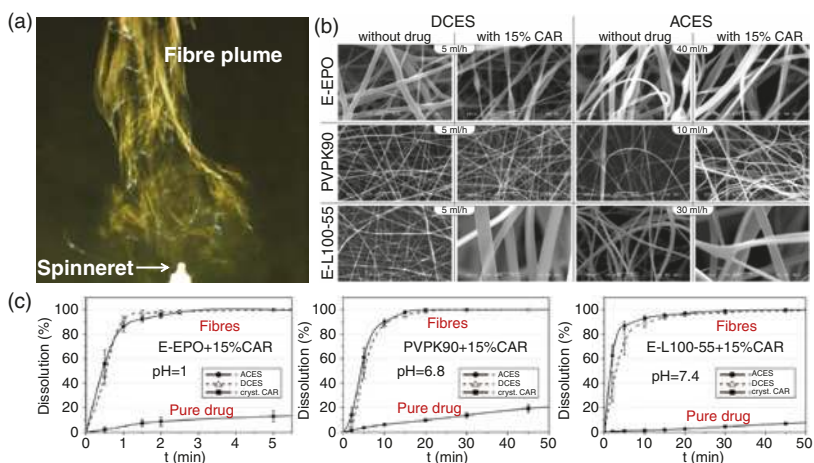 (a)
Fibre plume
Spinneret
(b)
DCES ACES
without drug with 15% CAR without drug with 15% CAR
E-EPO
5 ml/h 40 ml/h
PVPK90
5 ml/h 10 ml/h
E-L100-55
5 ml/h 30 ml/h
(c)
Dissolution (%)
100
80
60
40
20
0
Fibres
E-EPO+15%CAR
pH=1
ACES
DCES
cryst. CAR
Pure drug
0 1 2 3 4 5
t (min)
Dissolution (%)
100
80
60
40
20
0
Fibres
PVPK90+15%CAR
pH=6.8
ACES
DCES
cryst. CAR
Pure drug
0 10 20 30 40 50
t (min)
Dissolution (%)
100
80
60
40
20
0
Fibres
E-L100-55+15%CAR
pH=7.4
ACES
DCES
cryst. CAR
Pure drug
0 10 20 30 40 50
t (min)